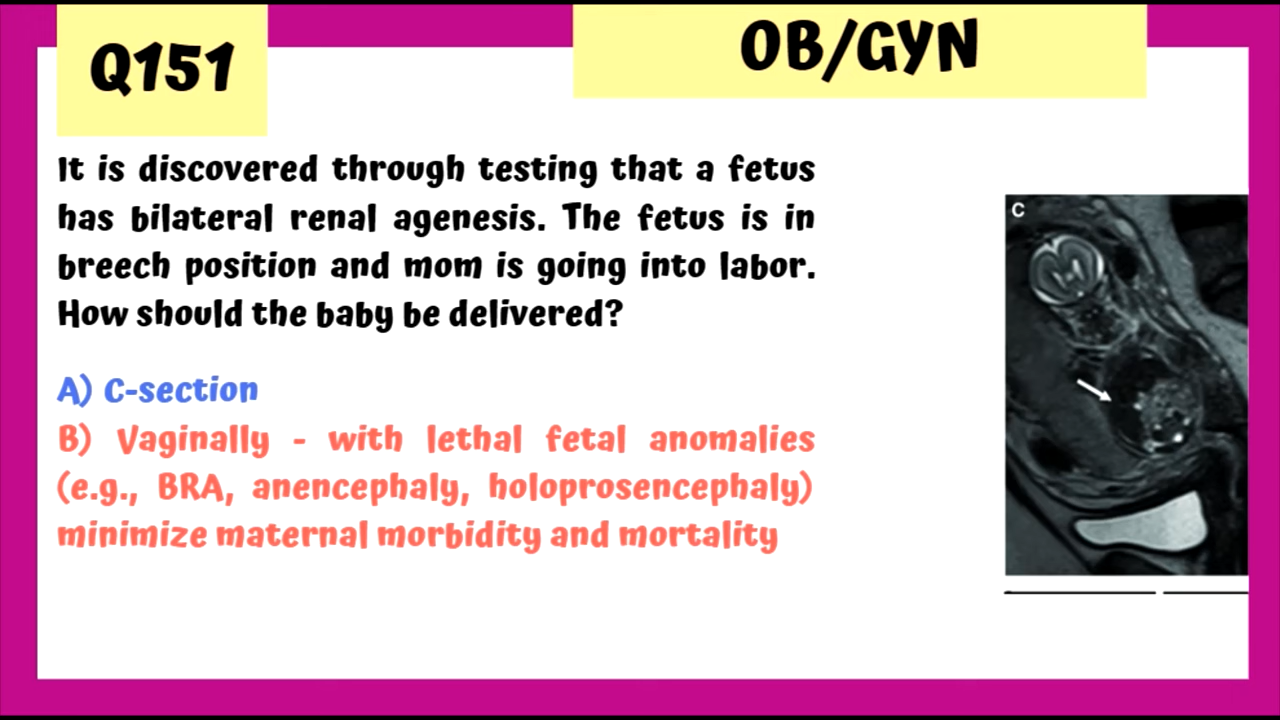 Q151
OB/GYN
It is discovered through testing that a fetus
has bilateral renal agenesis. The fetus is in
breech position and mom is going into labor.
How should the baby be delivered?
A) C-section
B) Vaginally - with lethal fetal anomalies
(e.g., BRA, anencephaly, holoprosencephaly)
minimize maternal morbidity and mortality
C